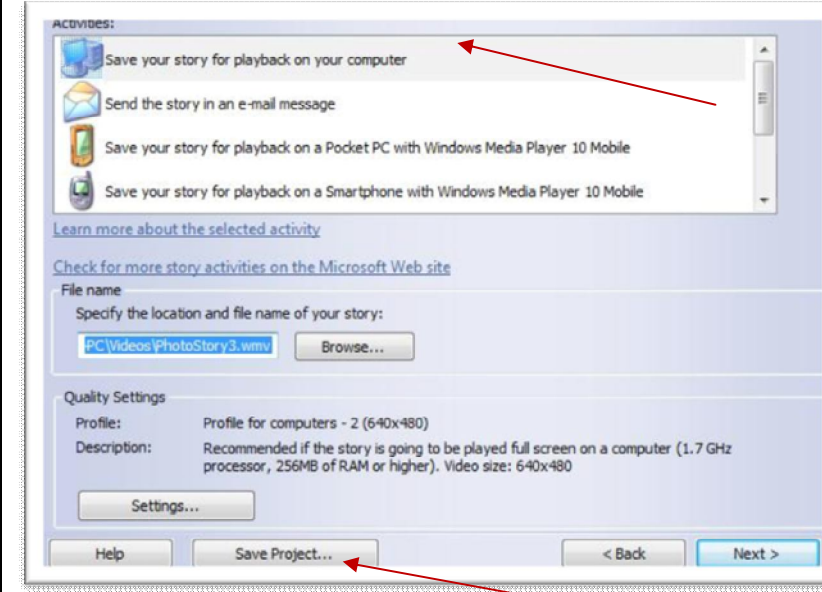 Activities:
Save your story for playback on your computer
Send the story in an e-mail message
Save your story for playback on a Pocket PC with Windows Media Player 10 Mobile
Save your story for playback on a Smartphone with Windows Media Player 10 Mobile
Learn more about the selected activity
Check for more story activities on the Microsoft Web site
File name
Specify the location and file name of your story:
-PC\Videos\PhotoStory3.wmv Browse...
Quality Settings
Profile: Profile for computers - 2 (640x480)
Description: Recommended if the story is going to be played full screen on a computer (1.7 GHz
processor, 256MB of RAM or higher). Video size: 640x480
Settings...
Help Save Project... < Back Next >